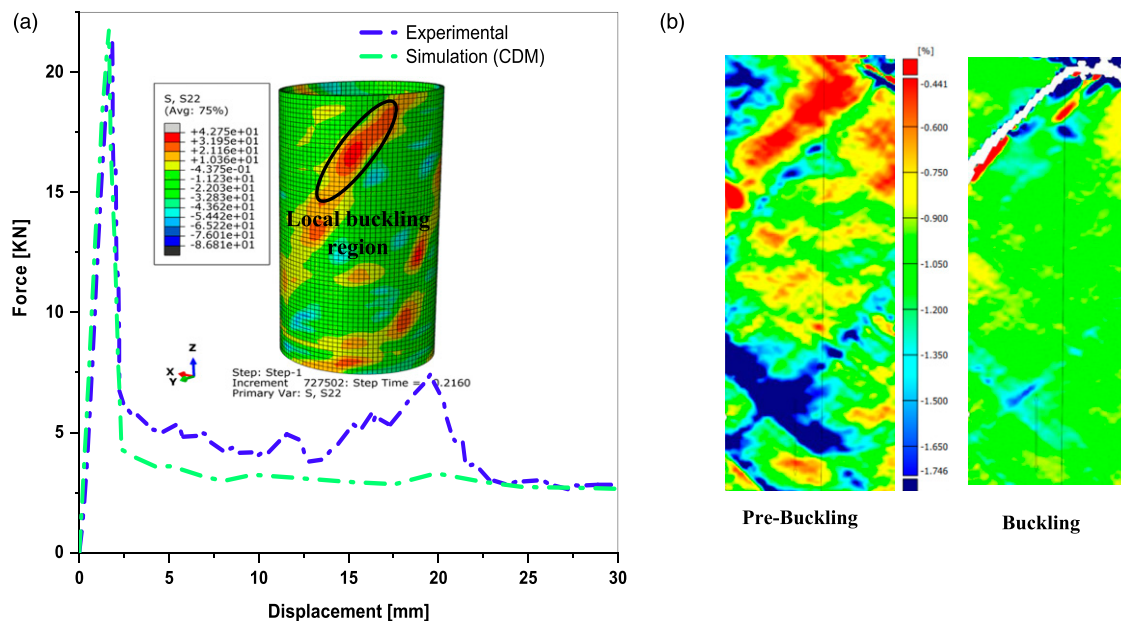 (a)
Experimental
Simulation (CDM)
S, S22
(Avg: 75%)
+4.275e+01
+3.195e+01
+2.116e+01
+1.036e+01
-4.375e-01
-1.123e+01
-2.203e+01
-3.283e+01
-4.362e+01
-5.442e+01
-6.522e+01
-7.601e+01
-8.681e+01
Local buckling
region
Z
X
Y
Step: Step-1
Increment 727502: Step Time = 0.2160
Primary Var: S, S22
Force [KN]
20
15
10
5
0
0 5 10 15 20 25 30
Displacement [mm]
(b)
[%]
-0.441
-0.600
-0.750
-0.900
-1.050
-1.200
-1.350
-1.500
-1.650
-1.746
Pre-Buckling
Buckling